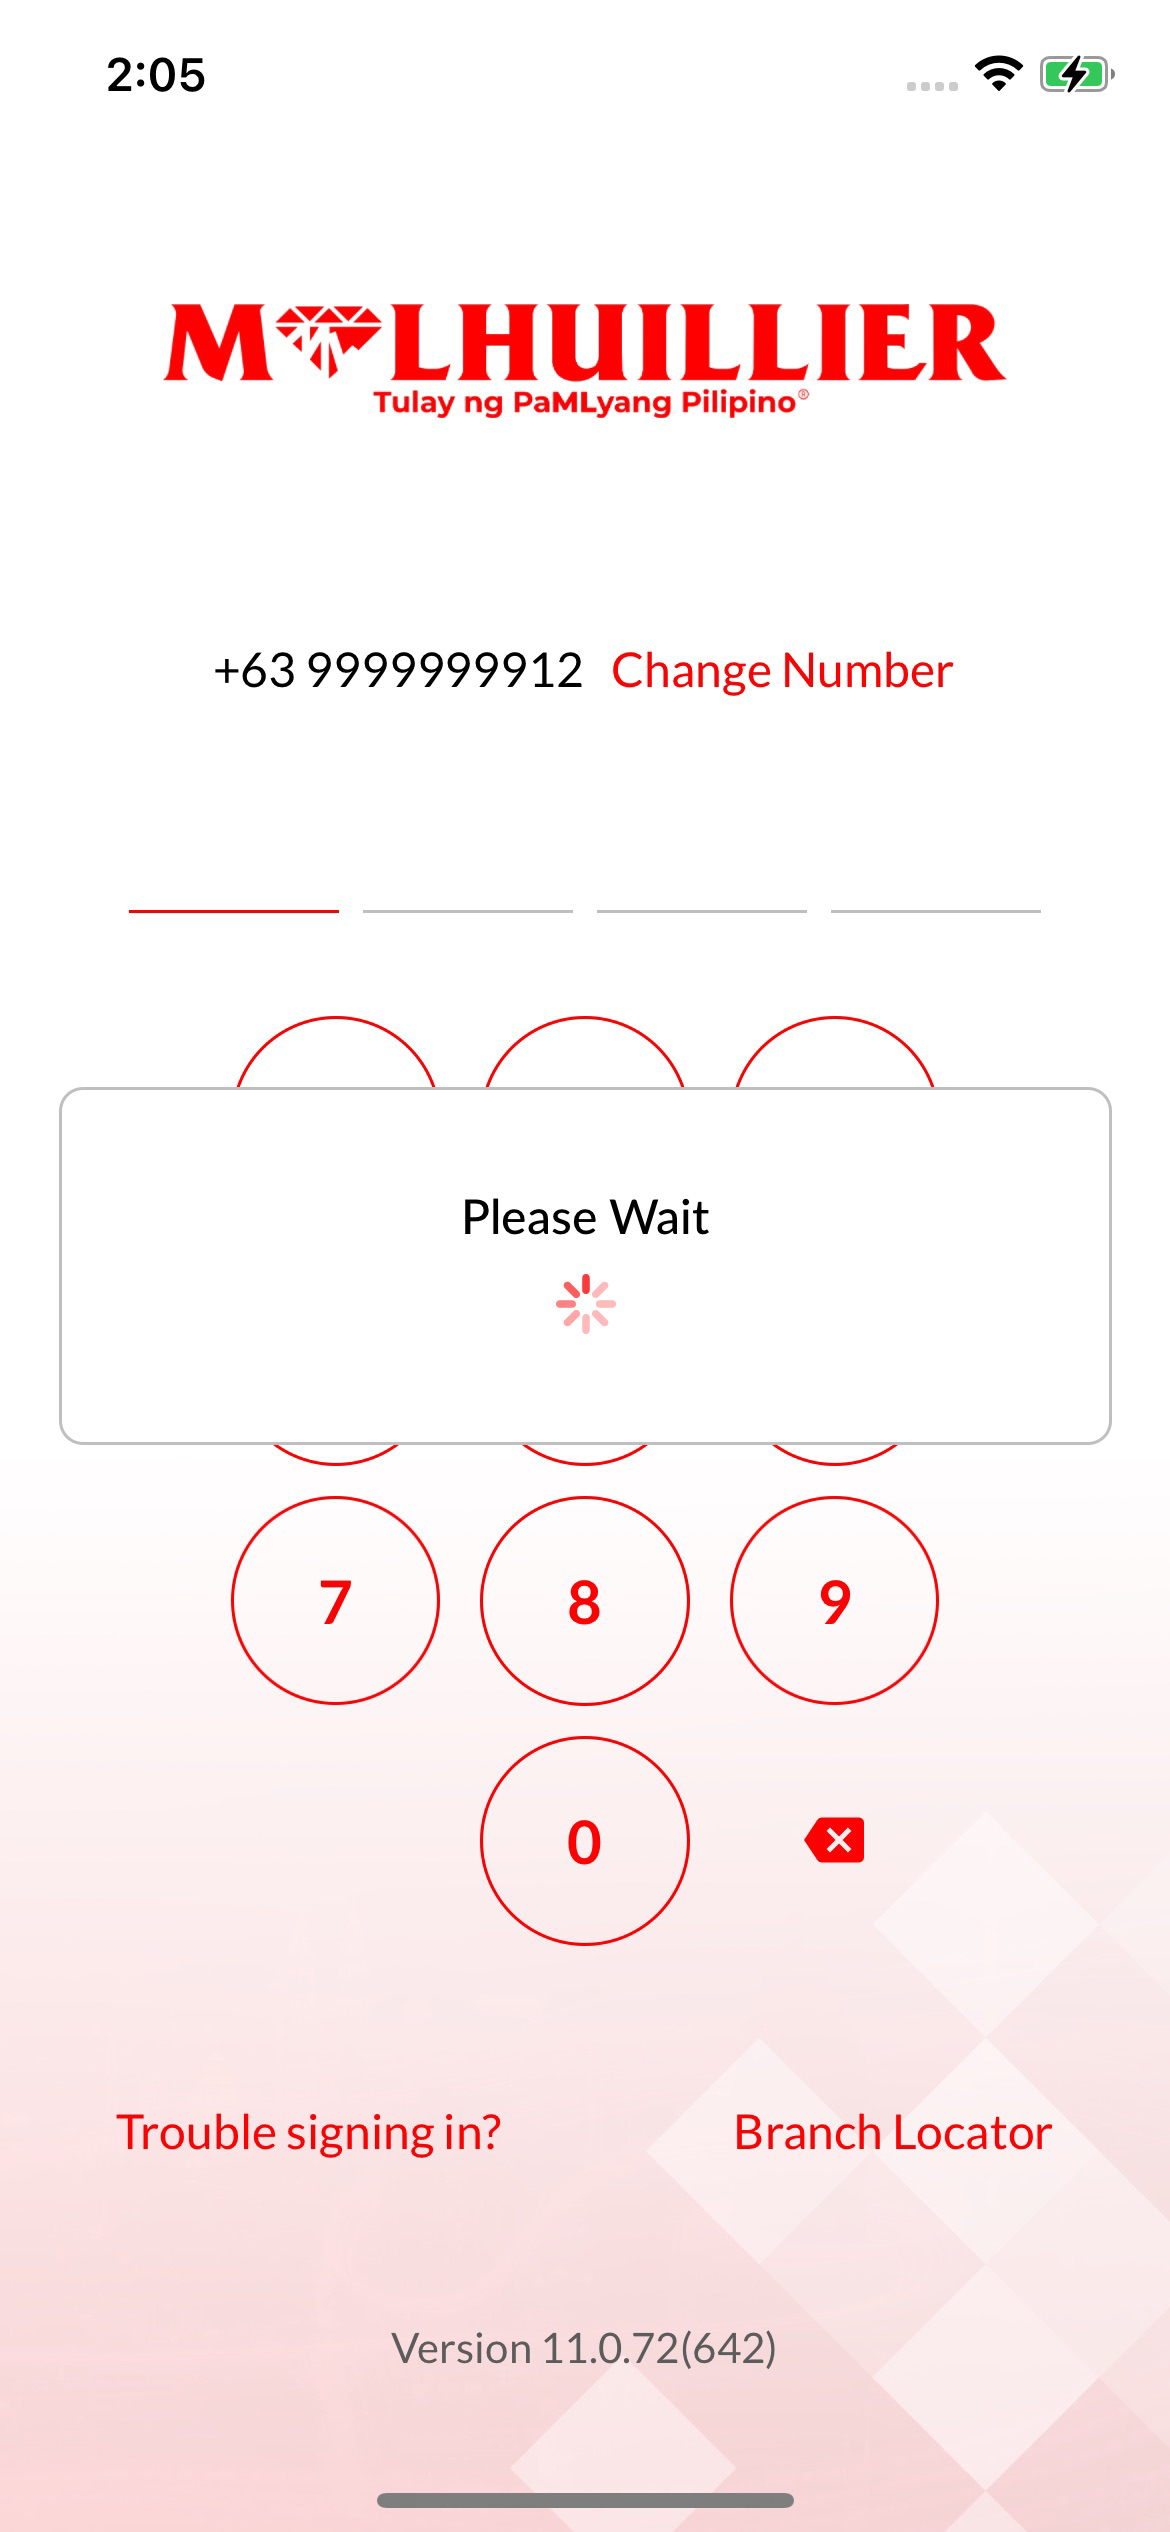 2:05
M LHUILLIER
Tulay ng PaMLyang Pilipino®
+63 9999999912 Change Number
Please Wait
7 8 9
0
Trouble signing in? Branch Locator
Version 11.0.72(642)